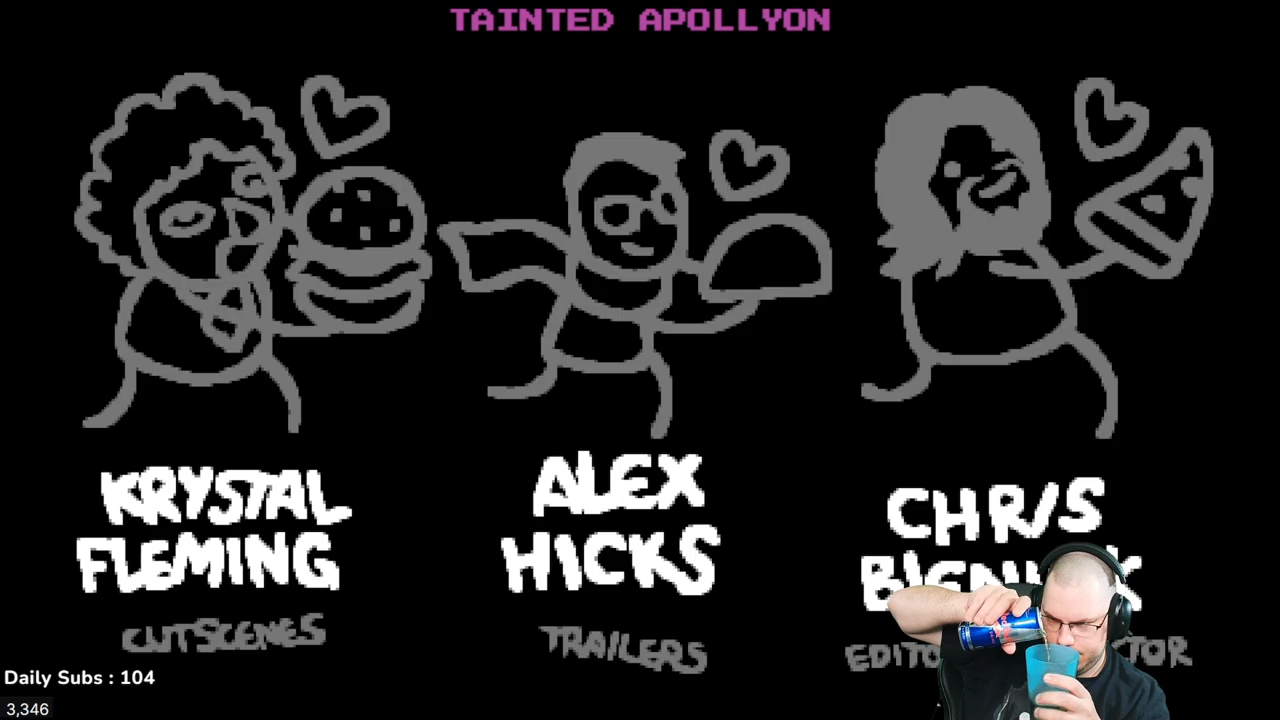 TAINTED APOLLYON
KRYSTAL
FLEMING
CUTSCENES
ALEX
HICKS
TRAILERS
CHRIS
Daily Subs : 104
3,346